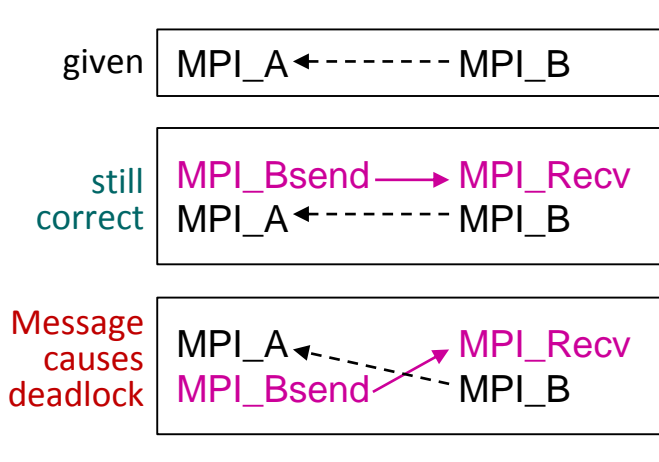 given MPI_A MPI_B
still correct
MPI_Bsend MPI_Recv
MPI_A MPI_B
Message causes deadlock
MPI_A MPI_Recv
MPI_Bsend MPI_B